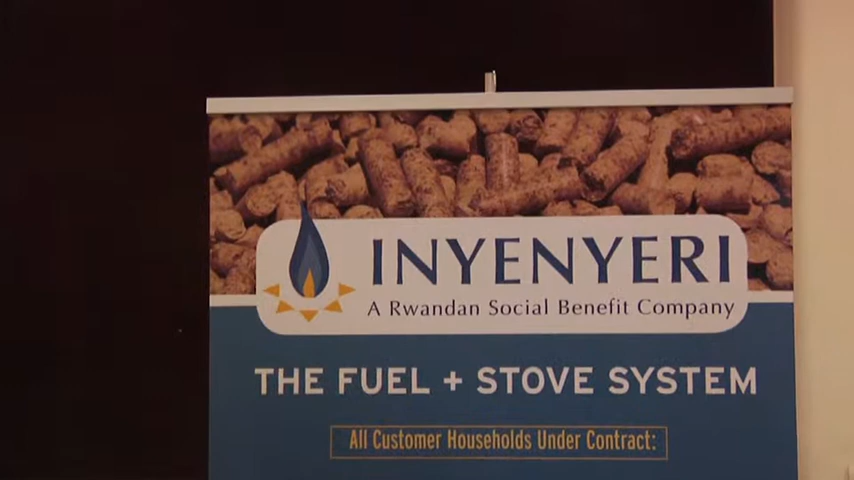 INYENYERI
A Rwandan Social Benefit Company
THE FUEL + STOVE SYSTEM
All Customer Households Under Contract: